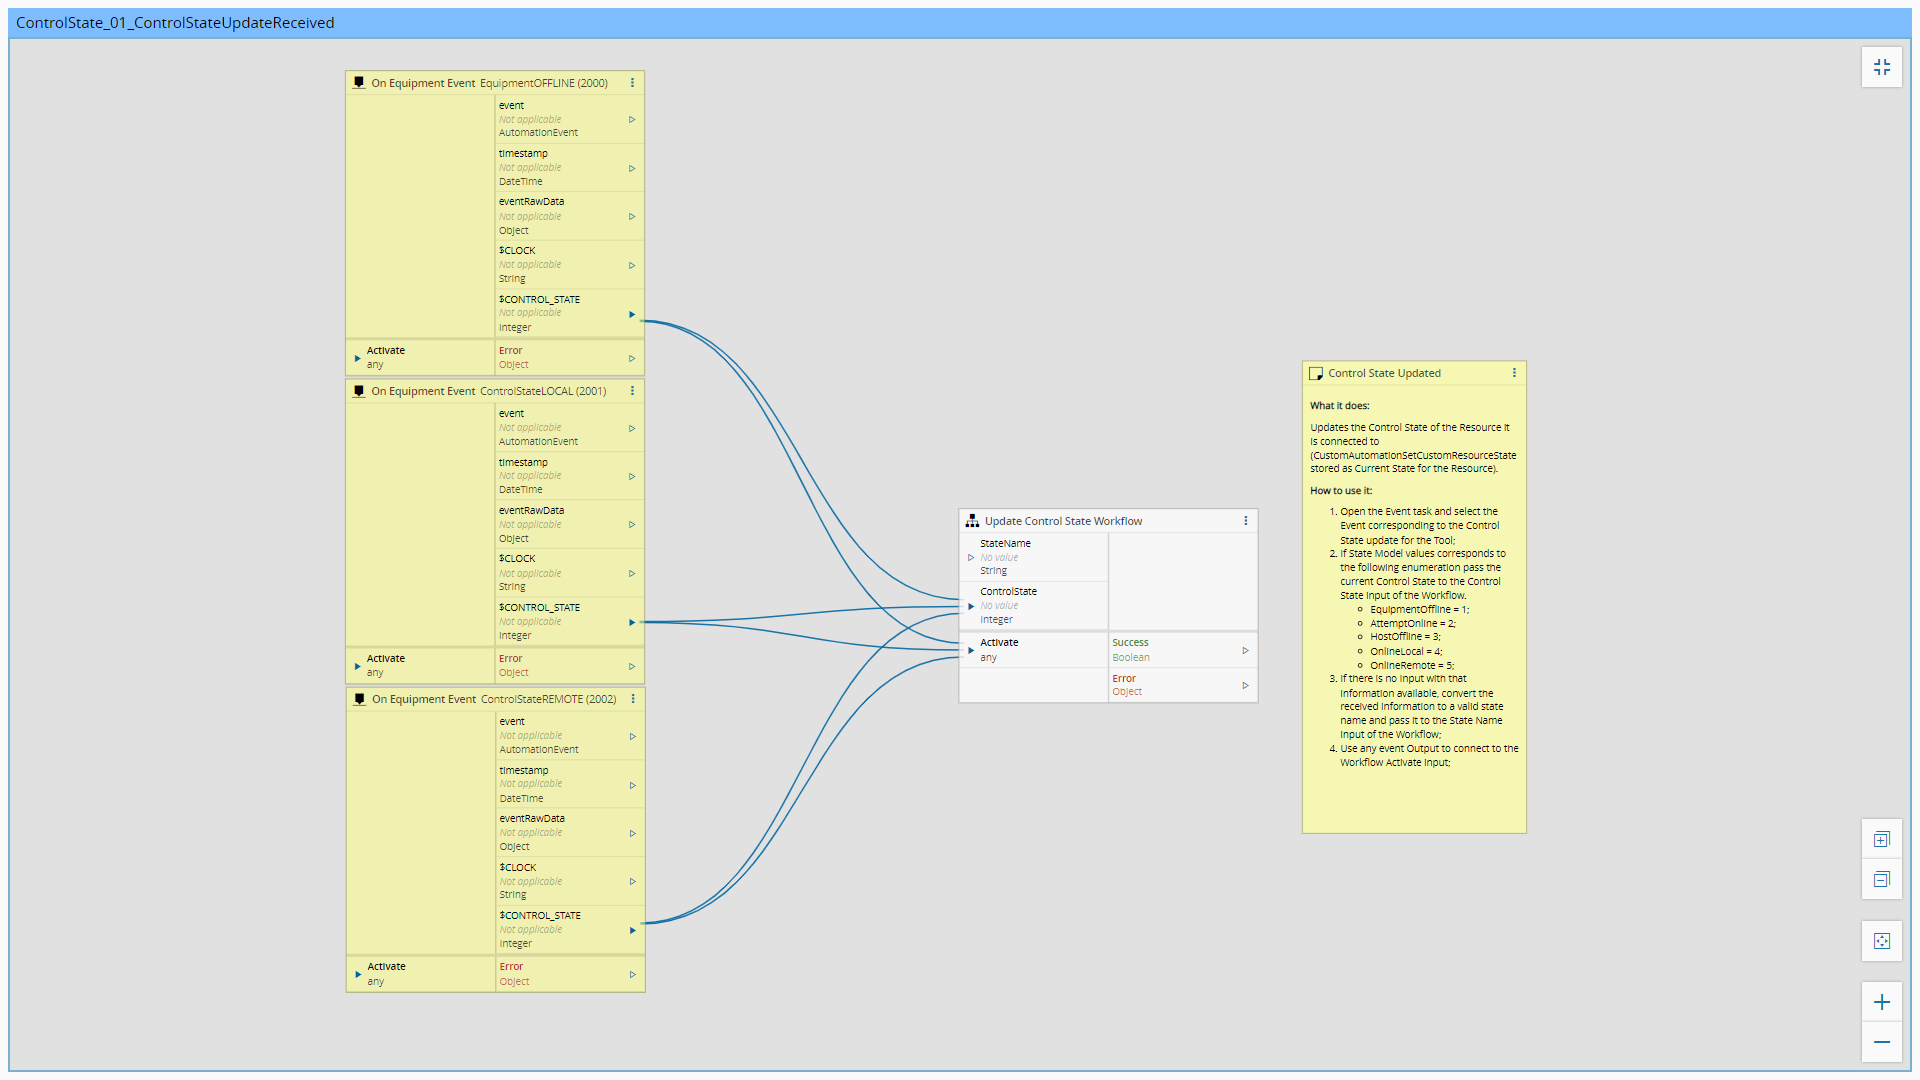 ControlState_01_ControlStateUpdateReceived
On Equipment Event EquipmentOFFLINE (2000)
event
Not applicable
AutomationEvent
timestamp
Not applicable
DateTime
eventRawData
Not applicable
Object
$CLOCK
Not applicable
String
$CONTROL_STATE
Not applicable
Integer
Activate
any
Error
Object
On Equipment Event ControlStateLOCAL (2001)
event
Not applicable
AutomationEvent
timestamp
Not applicable
DateTime
eventRawData
Not applicable
Object
$CLOCK
Not applicable
String
$CONTROL_STATE
Not applicable
Integer
Activate
any
Error
Object
On Equipment Event ControlStateREMOTE (2002)
event
Not applicable
AutomationEvent
timestamp
Not applicable
DateTime
eventRawData
Not applicable
Object
$CLOCK
Not applicable
String
$CONTROL_STATE
Not applicable
Integer
Activate
any
Error
Object
Update Control State Workflow
StateName
No value
String
ControlState
No value
Integer
Activate
any
Success
Boolean
Error
Object
Control State Updated
What it does:
Updates the Control State of the Resource it
is connected to
(CustomAutomationSetCustomResourceState
stored as Current State for the Resource).
How to use it:
1. Open the Event task and select the
Event corresponding to the Control
State update for the Tool;
2. If State Model values corresponds to
the following enumeration pass the
current Control State to the Control
State Input of the Workflow.
EquipmentOffline = 1;
AttemptOnline = 2;
HostOffline = 3;
OnlineLocal = 4;
OnlineRemote = 5;
3. If there is no input with that
information available, convert the
received information to a valid state
name and pass it to the State Name
Input of the Workflow;
4. Use any event Output to connect to the
Workflow Activate Input;